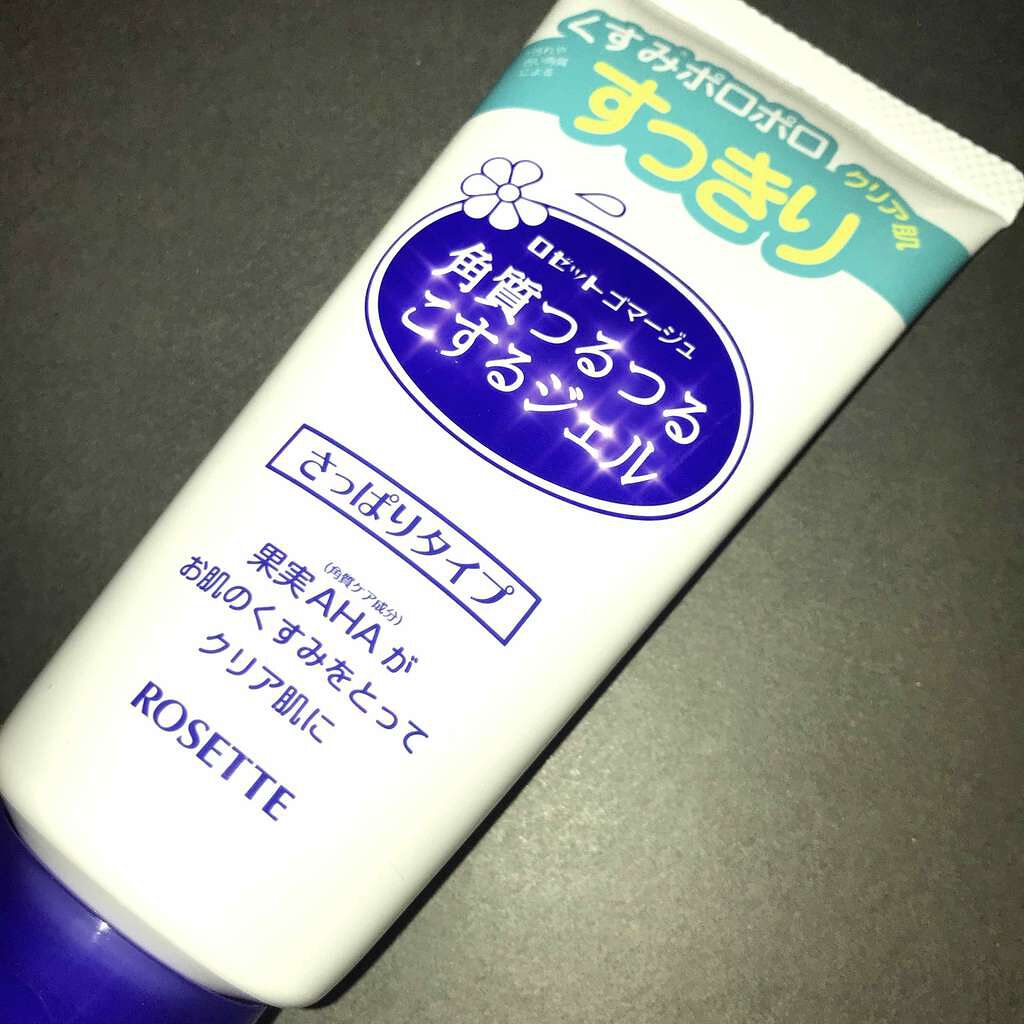 くすみ※ポロポロ
すっきり
クリア肌
ロゼットゴマージュ
角質つるつる
こするジェル
さっぱりタイプ
(角質ケア成分)
果実AHAが
お肌のくすみをとって
クリア肌に
ROSETTE